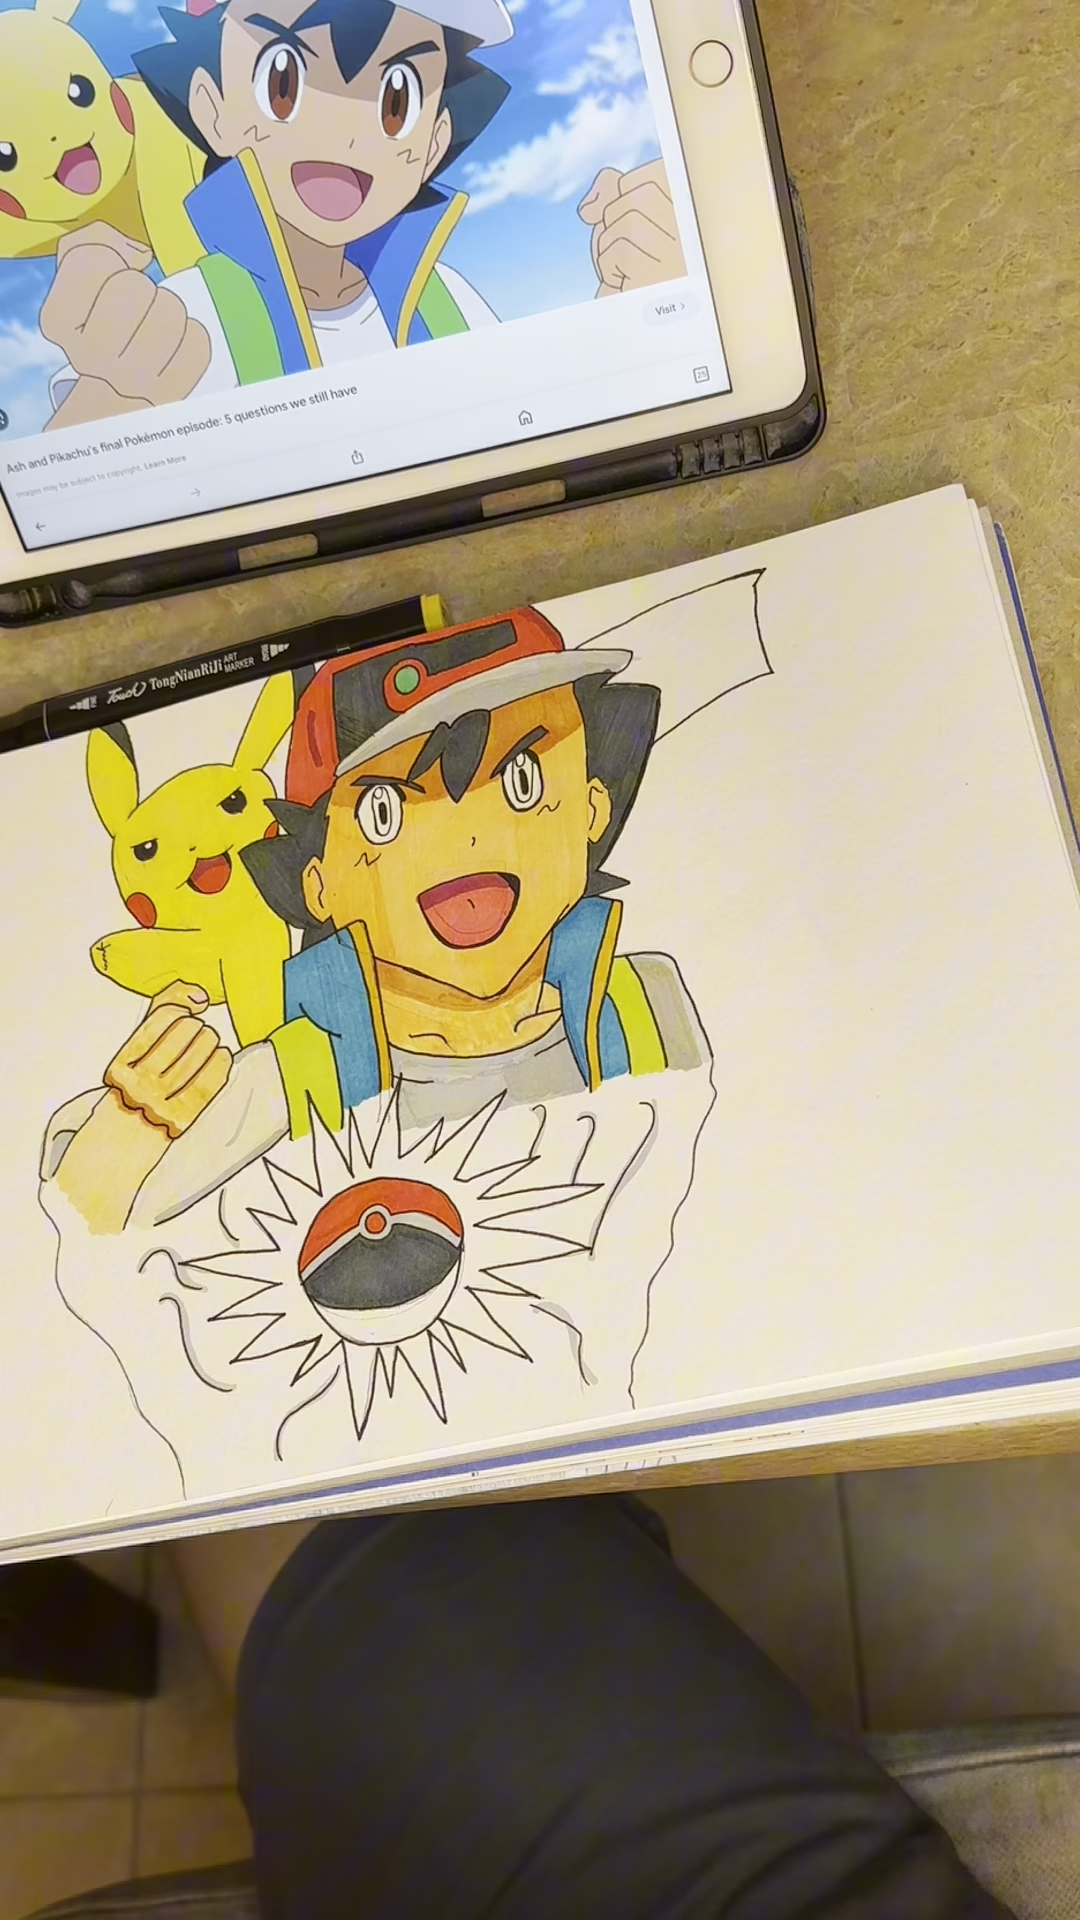 Visit >
Ash and Pikachu's final Pokémon episode: 5 questions we still have
Images may be subject to copyright. Learn More
25
Touch TongNianRiJi ART MARKER